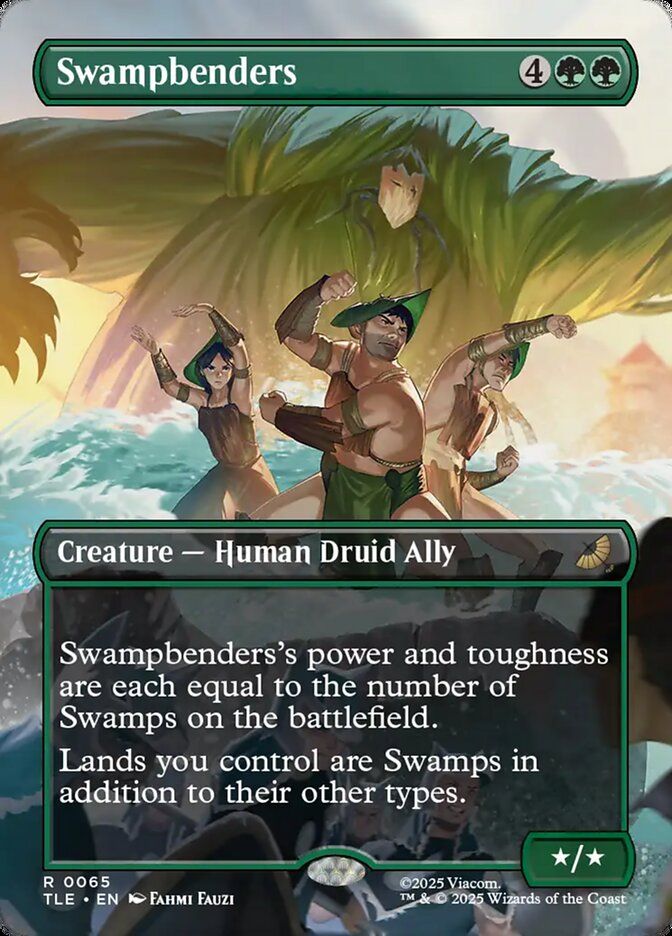 Swampbenders 4
Creature — Human Druid Ally
Swampbenders's power and toughness
are each equal to the number of
Swamps on the battlefield.
Lands you control are Swamps in
addition to their other types.
★/★
R 0065
TLE • EN Fahmi Fauzi
©2025 Viacom.
™ & © 2025 Wizards of the Coast